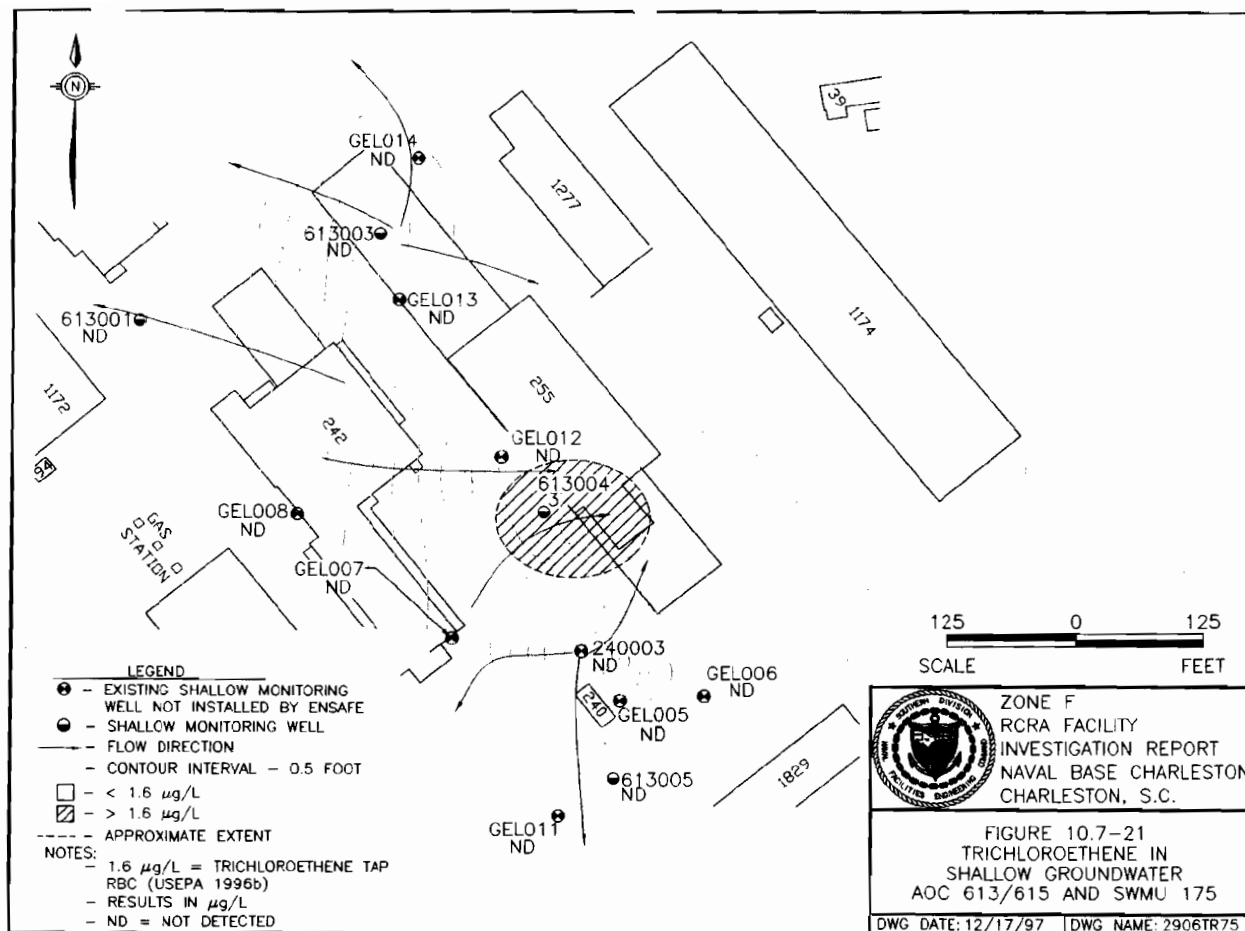 N
GEL014
ND
39
1277
613003
ND
GEL013
ND
613001
ND
1174
1172
255
242
GEL012
ND
613004
3
GEL008
ND
GAS
STATION
GEL007
ND
125 0 125
SCALE FEET
240003
ND
GEL006
ND
240
GEL005
ND
613005
ND
1829
GEL011
ND
LEGEND
- EXISTING SHALLOW MONITORING
WELL NOT INSTALLED BY ENSAFE
- SHALLOW MONITORING WELL
- FLOW DIRECTION
- CONTOUR INTERVAL - 0.5 FOOT
- < 1.6 µg/L
- > 1.6 µg/L
- APPROXIMATE EXTENT
NOTES:
- 1.6 µg/L = TRICHLOROETHENE TAP
RBC (USEPA 1996b)
- RESULTS IN µg/L
- ND = NOT DETECTED
SOUTHERN DIVISION
FACILITIES ENGINEERING
ZONE F
RCRA FACILITY
INVESTIGATION REPORT
NAVAL BASE CHARLESTON
CHARLESTON, S.C.
FIGURE 10.7-21
TRICHLOROETHENE IN
SHALLOW GROUNDWATER
AOC 613/615 AND SWMU 175
DWG DATE: 12/17/97 DWG NAME: 2906TR75